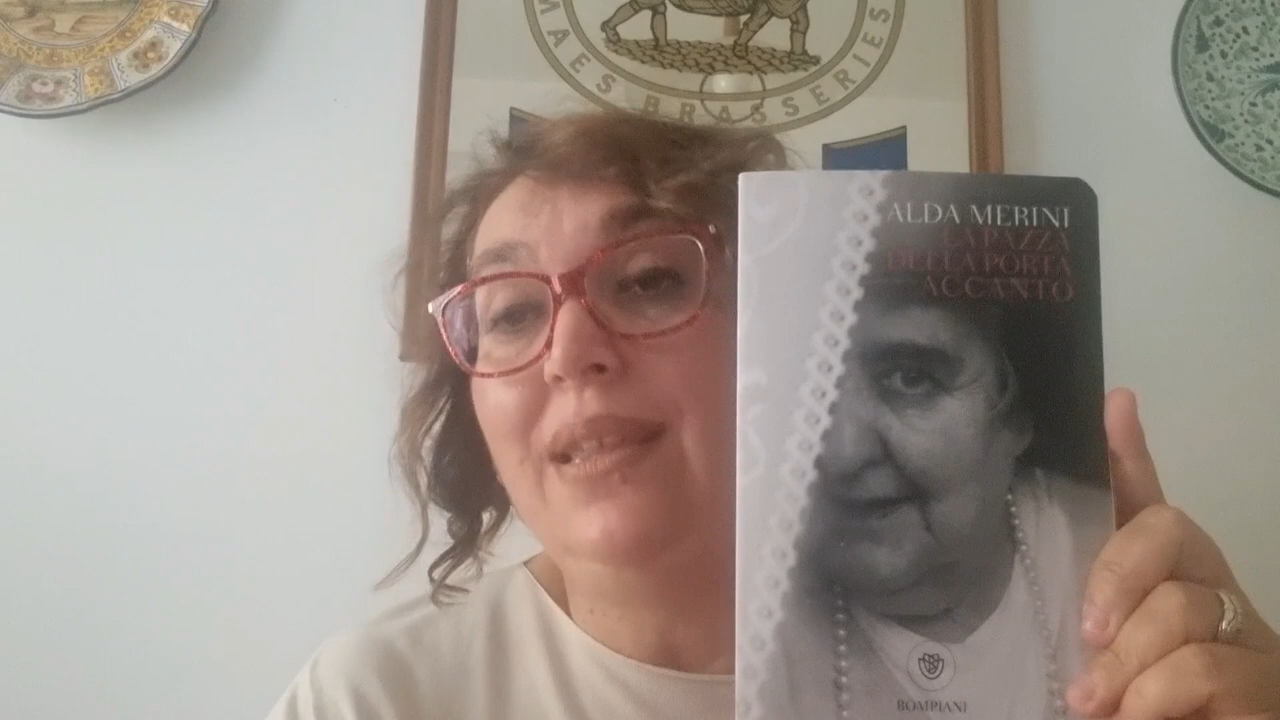 MAES BRASSERIES
ALDA MERINI
LA PAZZA
DELLA PORTA
ACCANTO
BOMPIANI